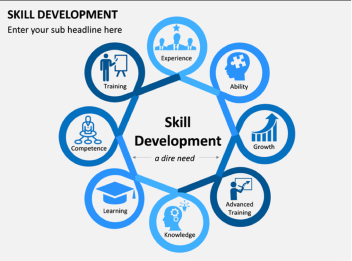 SKILL DEVELOPMENT
Enter your sub headline here
Experience
Training
Ability
Skill
Development
a dire need
Competence
Growth
Learning
Advanced
Training
Knowledge